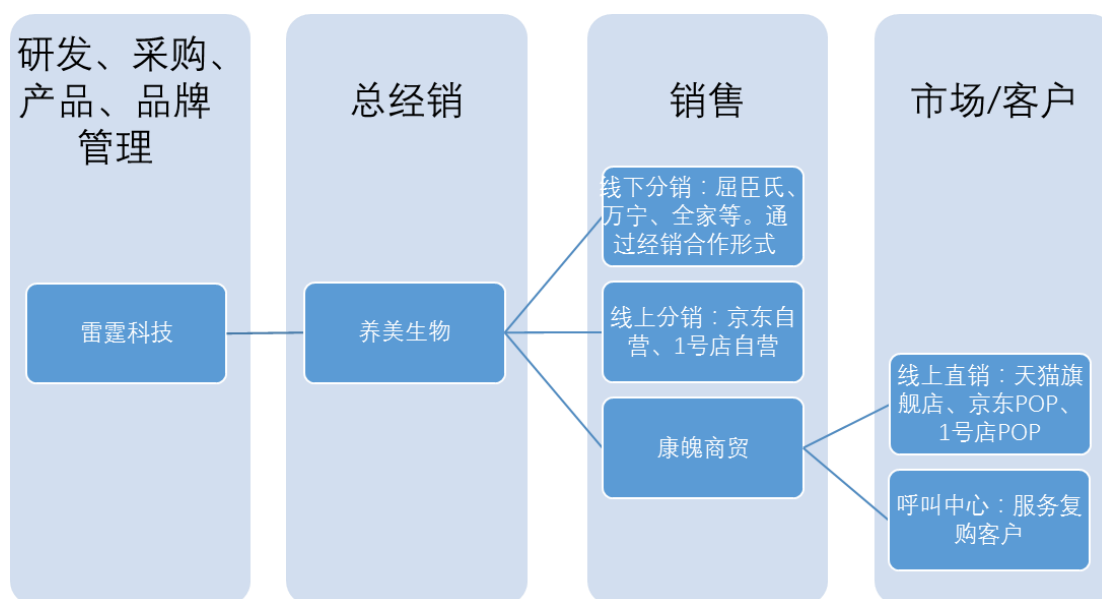 研发、采购、
产品、品牌
管理
总经销
销售
市场/客户
雷霆科技
养美生物
线下分销：屈臣氏、
万宁、全家等。通
过经销合作形式
线上分销：京东自
营、1号店自营
康魄商贸
线上直销：天猫旗
舰店、京东POP、
1号店POP
呼叫中心：服务复
购客户